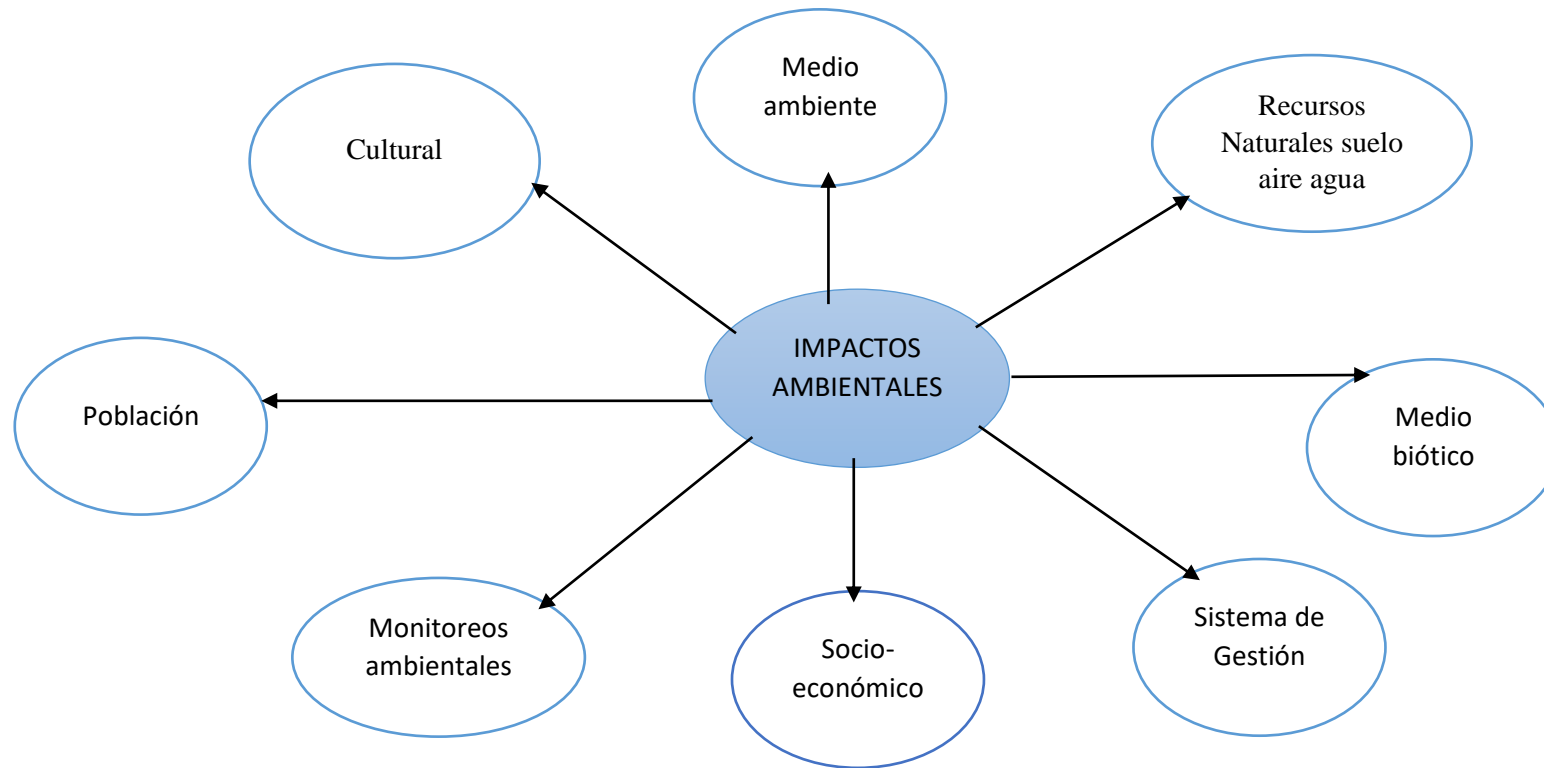 Medio
ambiente
Cultural
Recursos
Naturales suelo
aire agua
IMPACTOS
AMBIENTALES
Población
Medio
biótico
Monitoreos
ambientales
Socio-
económico
Sistema de
Gestión